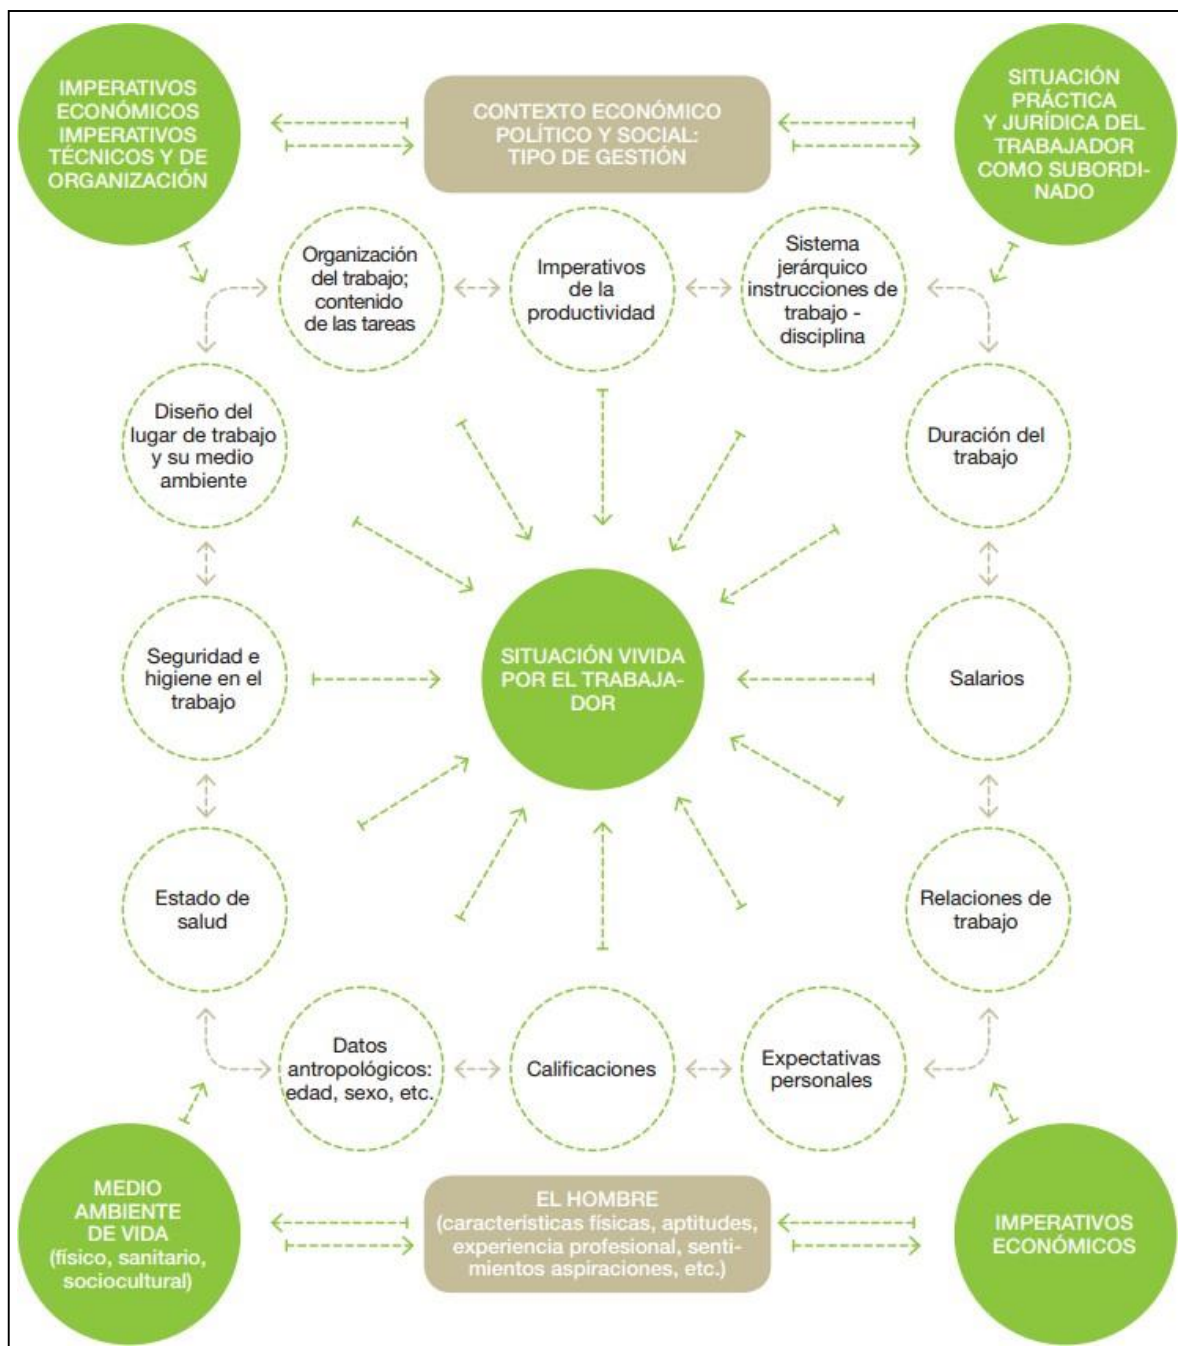 IMPERATIVOS
ECONÓMICOS
IMPERATIVOS
TÉCNICOS Y DE
ORGANIZACIÓN
CONTEXTO ECONÓMICO
POLÍTICO Y SOCIAL:
TIPO DE GESTIÓN
SITUACIÓN
PRÁCTICA
Y JURÍDICA DEL
TRABAJADOR
COMO SUBORDI-
NADO
Organización
del trabajo;
contenido
de las tareas
Imperativos
de la
productividad
Sistema
jerárquico
instrucciones de
trabajo -
disciplina
Diseño del
lugar de trabajo
y su medio
ambiente
Duración del
trabajo
Seguridad e
higiene en el
trabajo
SITUACIÓN VIVIDA
POR EL TRABAJA-
DOR
Salarios
Estado de
salud
Relaciones de
trabajo
Datos
antropológicos:
edad, sexo, etc.
Calificaciones
Expectativas
personales
MEDIO
AMBIENTE
DE VIDA
(físico, sanitario,
sociocultural)
EL HOMBRE
(características físicas, aptitudes,
experiencia profesional, senti-
mientos aspiraciones, etc.)
IMPERATIVOS
ECONÓMICOS